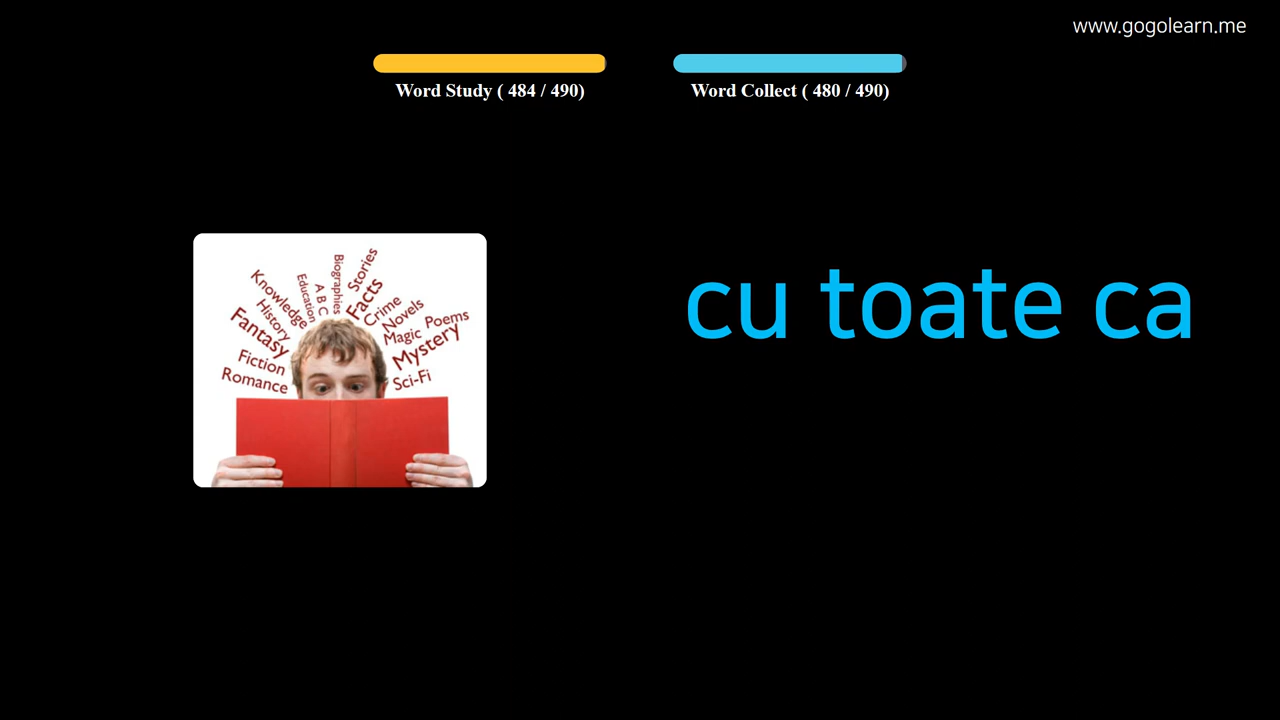 www.gogolearn.me
Word Study ( 484 / 490)
Word Collect ( 480 / 490)
cu toate ca
Knowledge
History
Fantasy
Fiction
Romance
Education
A B C
Biographies
Stories
Facts
Crime
Novels
Magic
Poems
Mystery
Sci-Fi